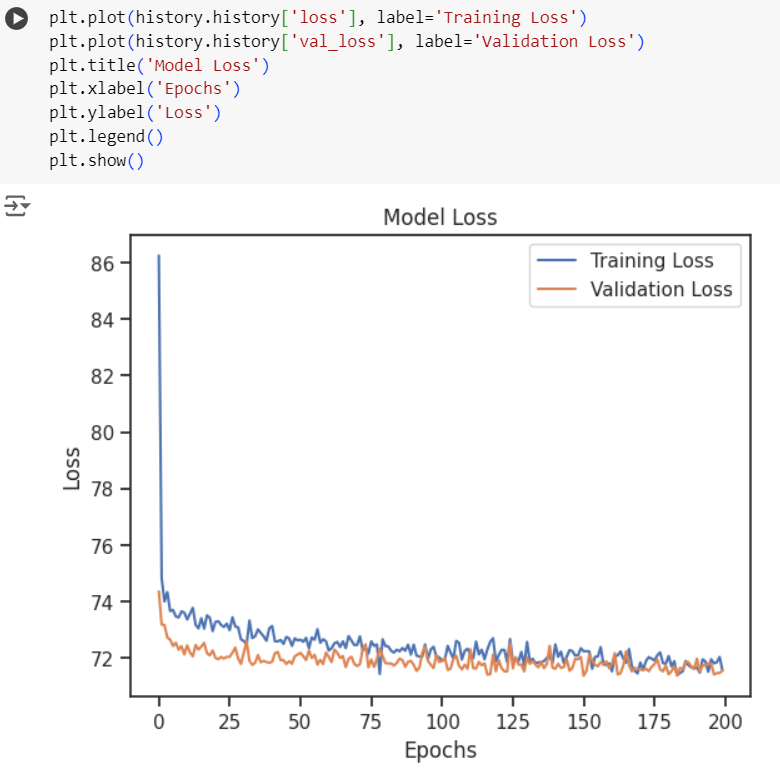 plt.plot(history.history['loss'], label='Training Loss')
plt.plot(history.history['val_loss'], label='Validation Loss')
plt.title('Model Loss')
plt.xlabel('Epochs')
plt.ylabel('Loss')
plt.legend()
plt.show()
Model Loss
Training Loss
Validation Loss
86
84
82
80
78
76
74
72
Loss
0 25 50 75 100 125 150 175 200
Epochs